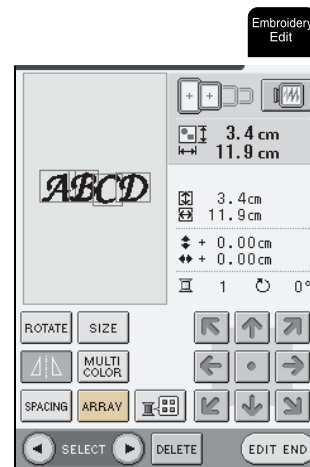 Embroidery
Edit
3.4 cm
11.9 cm
ABCD
3.4cm
11.9cm
+ 0.00cm
+ 0.00cm
1 0°
ROTATE SIZE
MULTI
COLOR
SPACING ARRAY
SELECT DELETE EDIT END